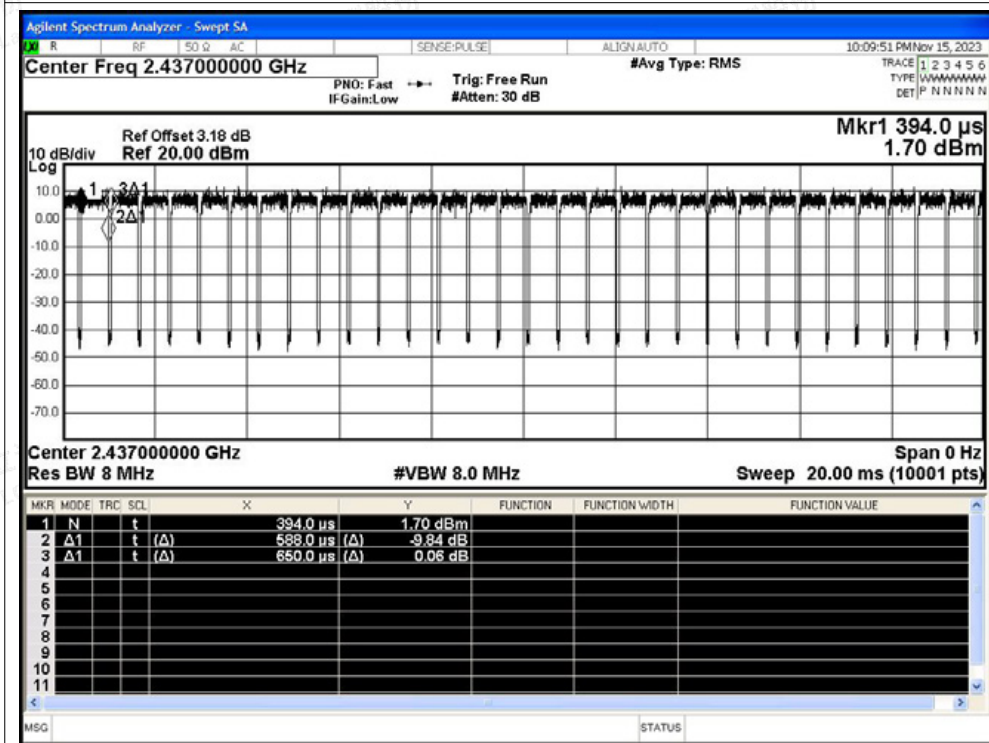 Agilent Spectrum Analyzer - Swept SA
LXI R RF 50 Ω AC SENSE:PULSE ALIGN AUTO 10:09:51 PM Nov 15, 2023
Center Freq 2.437000000 GHz #Avg Type: RMS TRACE 1 2 3 4 5 6
PNO: Fast Trig: Free Run TYPE WWWWWW
IFGain:Low #Atten: 30 dB DET P N N N N N
Mkr1 394.0 µs
Ref Offset 3.18 dB
10 dB/div Ref 20.00 dBm 1.70 dBm
Log
10.0
1 3Δ1
0.00
2Δ1
-10.0
-20.0
-30.0
-40.0
-50.0
-60.0
-70.0
Center 2.437000000 GHz Span 0 Hz
Res BW 8 MHz #VBW 8.0 MHz Sweep 20.00 ms (10001 pts)
MKR MODE TRC SCL X Y FUNCTION FUNCTION WIDTH FUNCTION VALUE
1 N t 394.0 µs 1.70 dBm
2 Δ1 t (Δ) 588.0 µs (Δ) -9.84 dB
3 Δ1 t (Δ) 650.0 µs (Δ) 0.06 dB
4
5
6
7
8
9
10
11
MSG STATUS